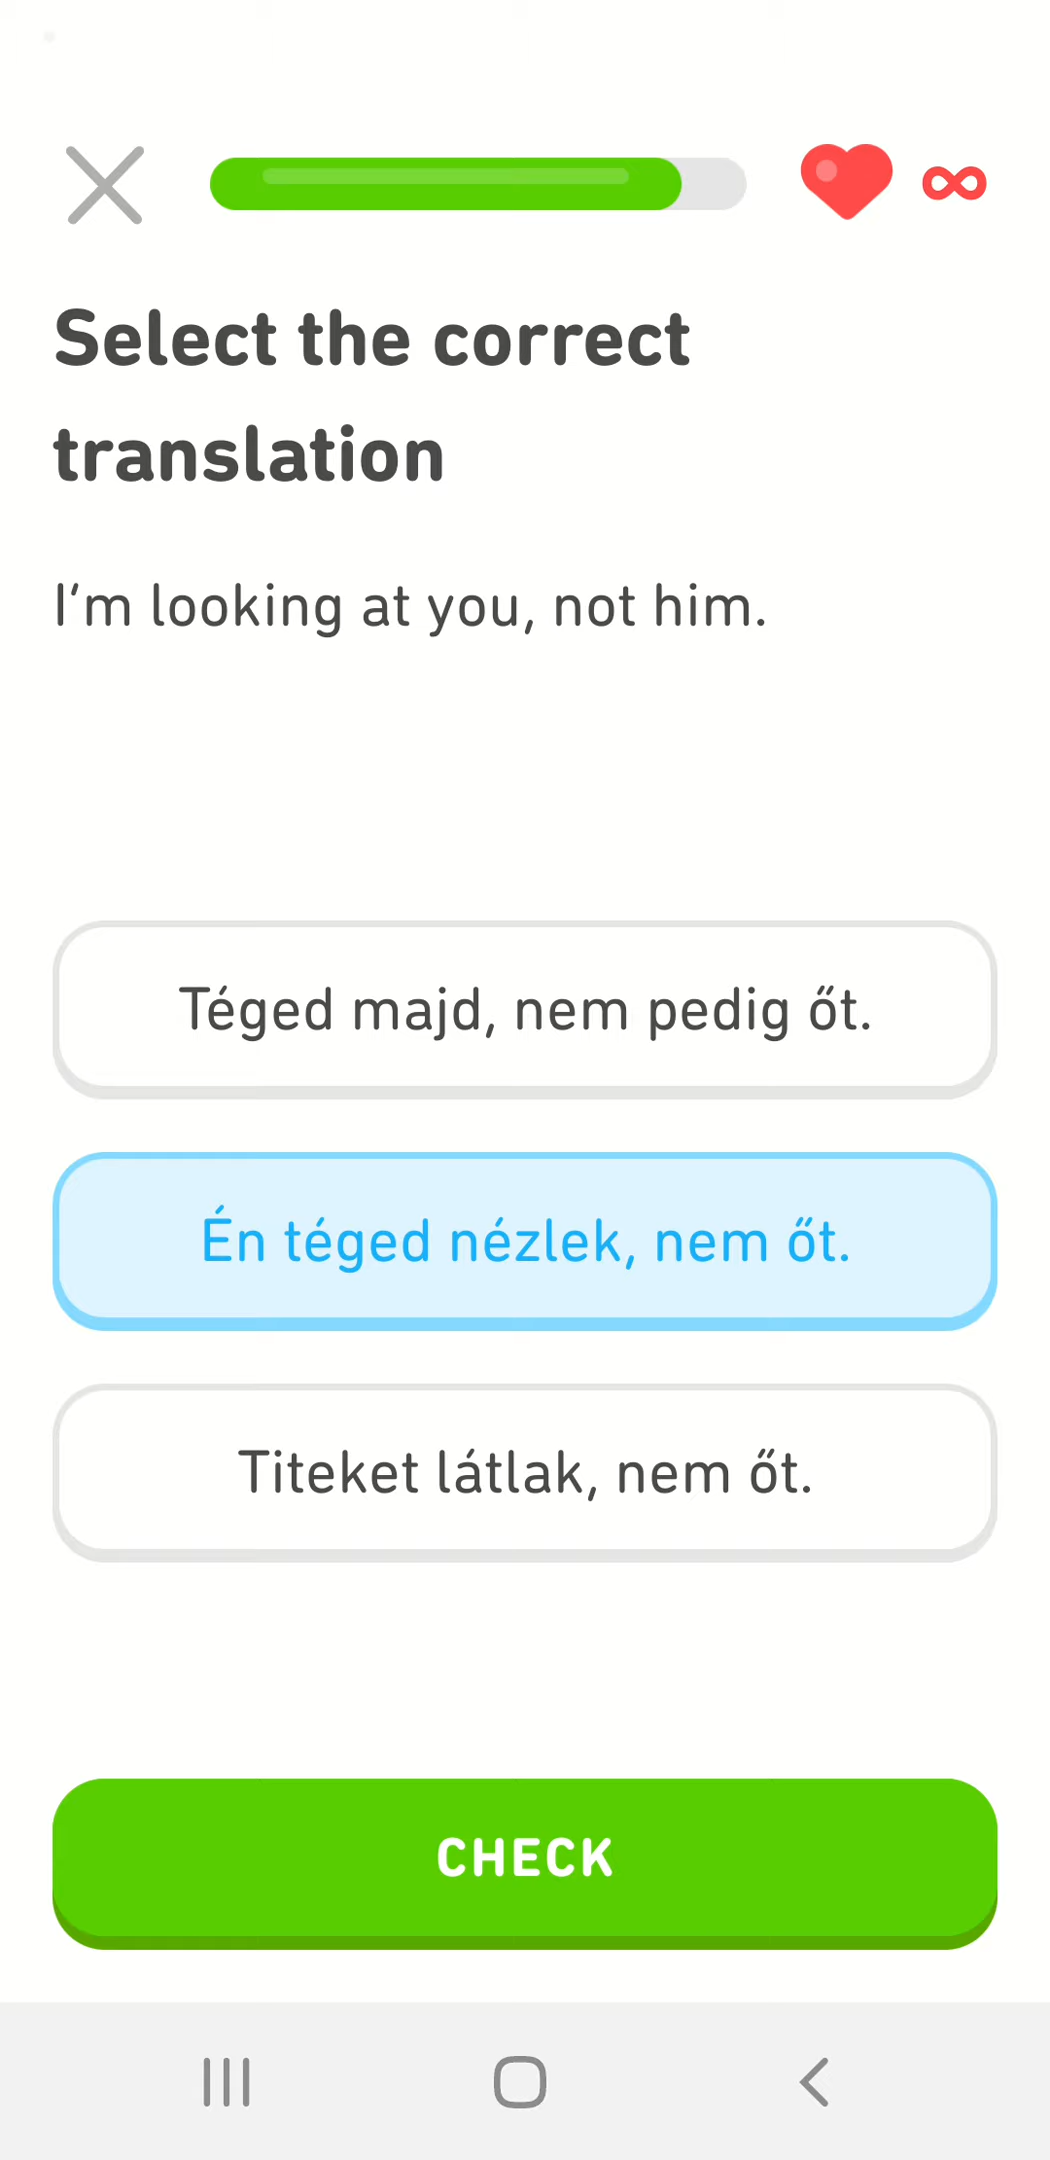 Select the correct
translation
I'm looking at you, not him.
Téged majd, nem pedig őt.
Én téged nézlek, nem őt.
Titeket látlak, nem őt.
CHECK